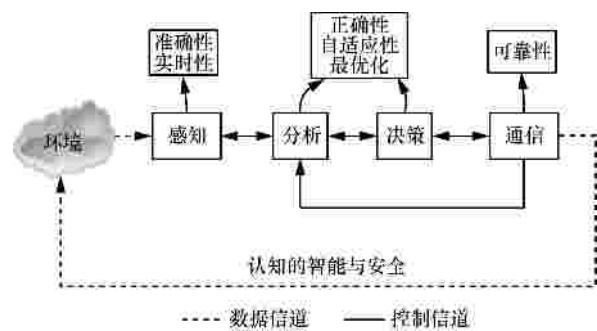 准确性
实时性
正确性
自适应性
最优化
可靠性
环境
感知
分析
决策
通信
认知的智能与安全
数据信道
控制信道